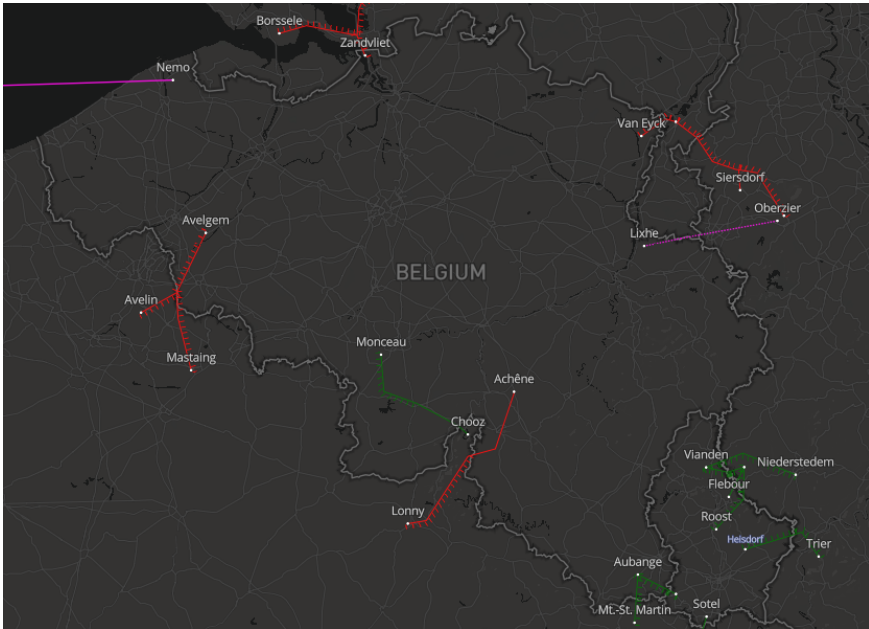 Borssele
Zandvliet
Nemo
Van Eyck
Siersdorf
Oberzier
Avelgem
Lixhe
BELGIUM
Avelin
Monceau
Mastaing
Achêne
Chooz
Vianden
Niederstedem
Flebour
Lonny
Roost
Heisdorf
Trier
Aubange
Mt.-St. Martin
Sotel